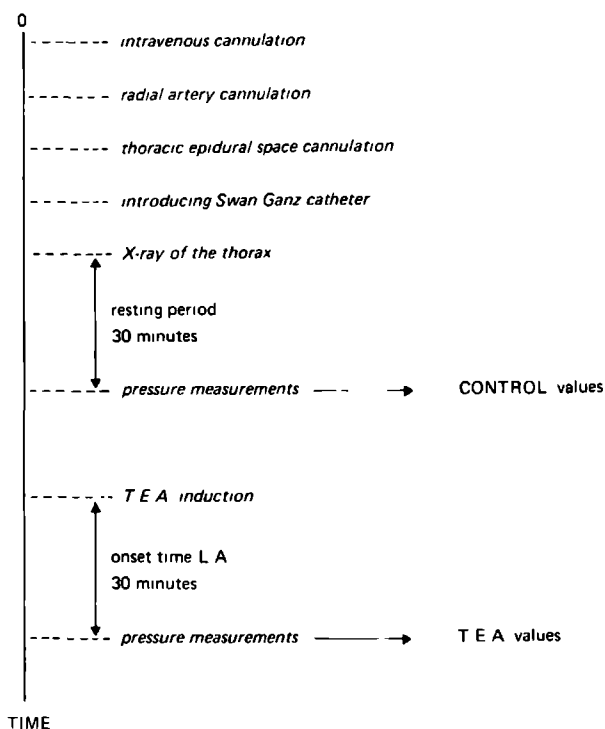 0
intravenous cannulation
radial artery cannulation
thoracic epidural space cannulation
introducing Swan Ganz catheter
X-ray of the thorax
resting period
30 minutes
pressure measurements CONTROL values
T E A induction
onset time L A
30 minutes
pressure measurements T E A values
TIME